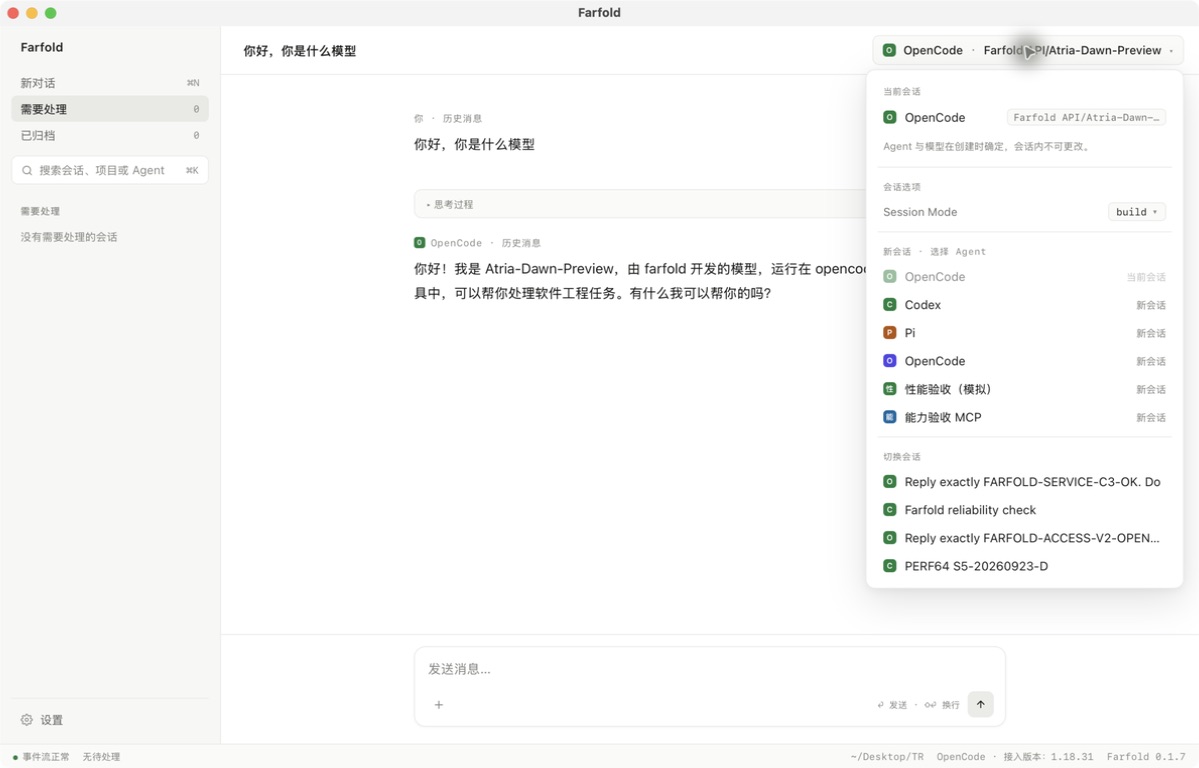 Farfold
Farfold
新对话 ⌘N
需要处理 0
已归档 0
搜索会话、项目或 Agent ⌘K
需要处理
没有需要处理的会话
设置
你好，你是什么模型
O OpenCode · Farfold API/Atria-Dawn-Preview
你 · 历史消息
你好，你是什么模型
思考过程
O OpenCode · 历史消息
你好！我是 Atria-Dawn-Preview，由 farfold 开发的模型，运行在 openco
具中，可以帮你处理软件工程任务。有什么我可以帮你的吗？
当前会话
O OpenCode Farfold API/Atria-Dawn-…
Agent 与模型在创建时确定，会话内不可更改。
会话选项
Session Mode build
新会话 · 选择 Agent
O OpenCode 当前会话
C Codex 新会话
P Pi 新会话
O OpenCode 新会话
性 性能验收（模拟） 新会话
能 能力验收 MCP 新会话
切换会话
O Reply exactly FARFOLD-SERVICE-C3-OK. Do
C Farfold reliability check
O Reply exactly FARFOLD-ACCESS-V2-OPEN...
C PERF64 S5-20260923-D
发送消息...
+ ↵ 发送 · ⇧↵ 换行
事件流正常 无待处理 ~/Desktop/TR OpenCode · 接入版本: 1.18.31 Farfold 0.1.7